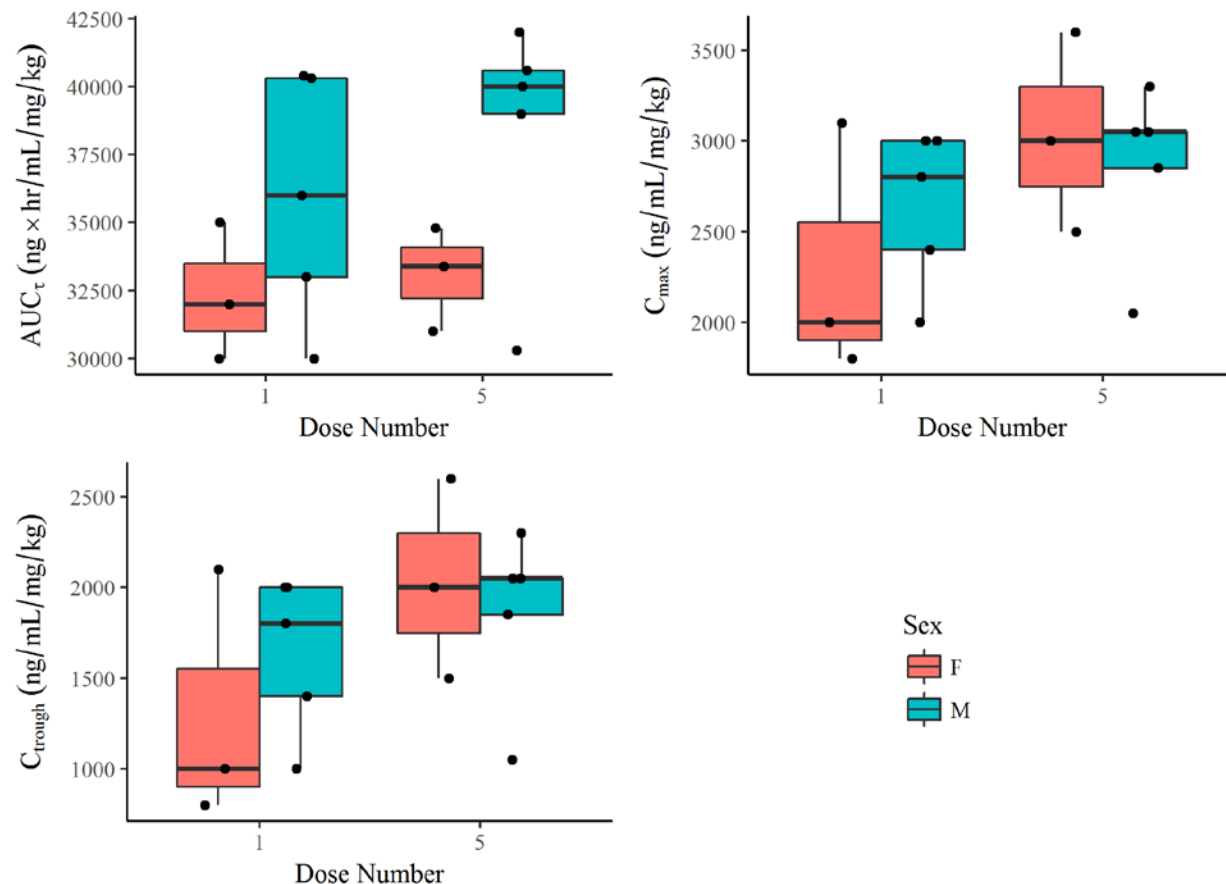 AUCτ (ng × hr/mL/mg/kg)
42500
40000
37500
35000
32500
30000
1
5
Dose Number
Cmax (ng/mL/mg/kg)
3500
3000
2500
2000
1
5
Dose Number
Ctrough (ng/mL/mg/kg)
2500
2000
1500
1000
1
5
Dose Number
Sex
F
M